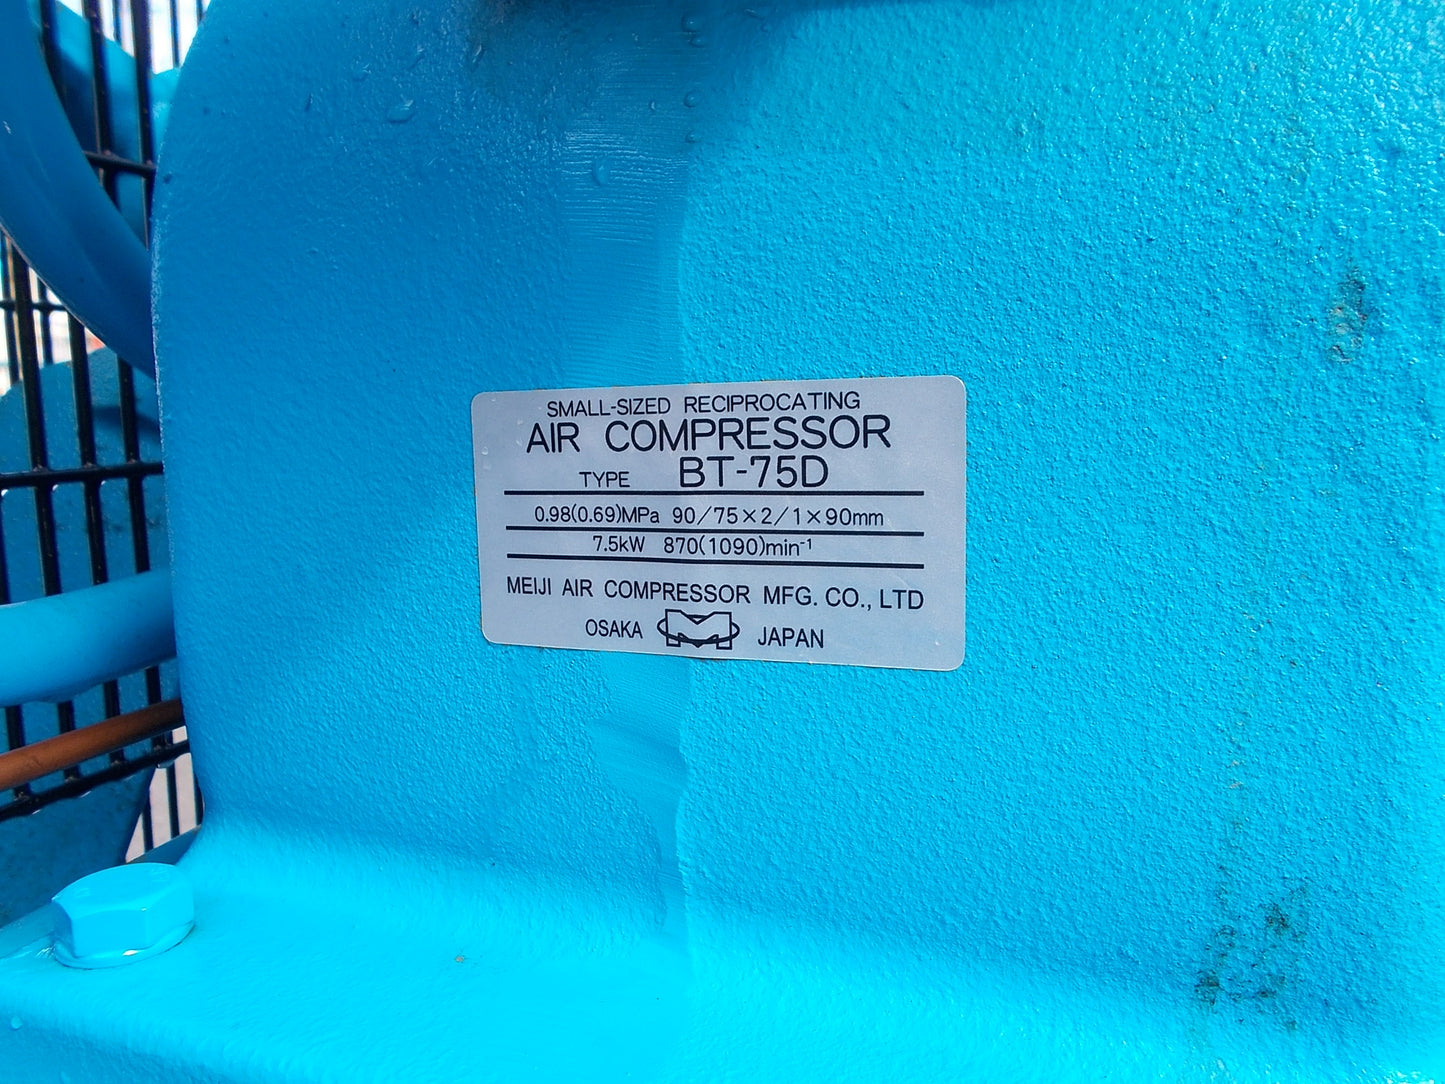 SMALL-SIZED RECIPROCATING
AIR COMPRESSOR
TYPE BT-75D
0.98(0.69)MPa 90/75×2/1×90mm
7.5kW 870(1090)min⁻¹
MEIJI AIR COMPRESSOR MFG. CO., LTD
OSAKA M JAPAN